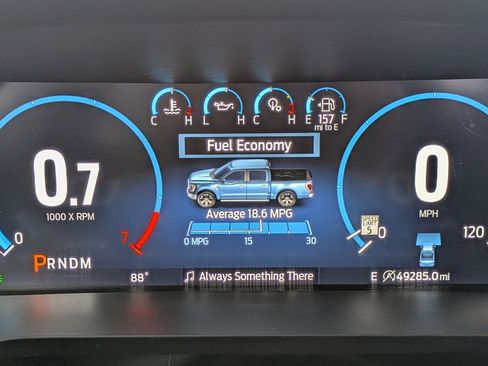 C H L H C H E F
157
mi to E
Fuel Economy
0.7
1000 X RPM
0
MPH
Average 18.6 MPG
0 MPG 15 30
0 7
SPEED
LIMIT
5
0 120
PRNDM
88°
Always Something There
E 49285.0 mi